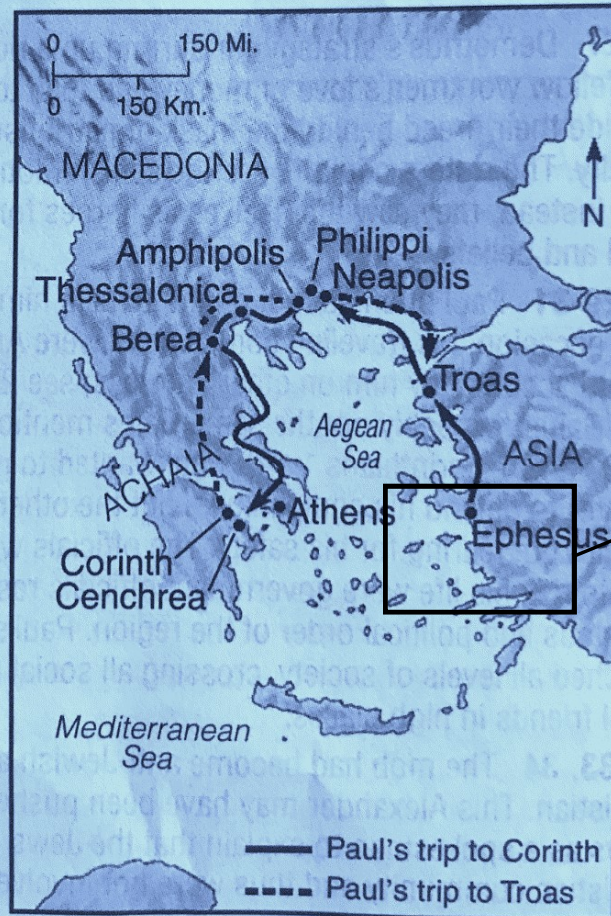 0 150 Mi.
0 150 Km.
MACEDONIA
N
Philippi
Amphipolis
Neapolis
Thessalonica
Berea
Troas
Aegean
Sea
ASIA
ACHAIA
Athens
Ephesus
Corinth
Cenchrea
Mediterranean
Sea
Paul's trip to Corinth
Paul's trip to Troas